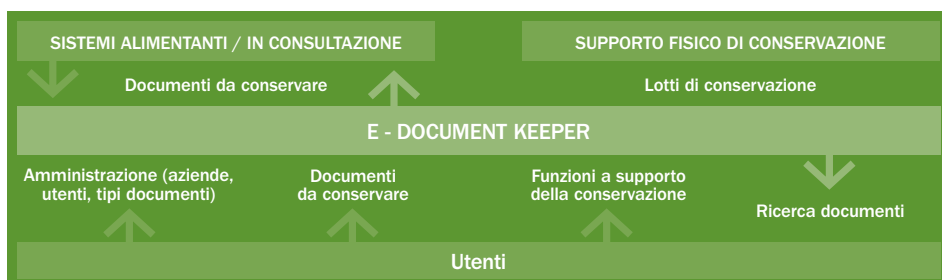 SISTEMI ALIMENTANTI / IN CONSULTAZIONE
SUPPORTO FISICO DI CONSERVAZIONE
Documenti da conservare
Lotti di conservazione
E - DOCUMENT KEEPER
Amministrazione (aziende,
utenti, tipi documenti)
Documenti
da conservare
Funzioni a supporto
della conservazione
Ricerca documenti
Utenti